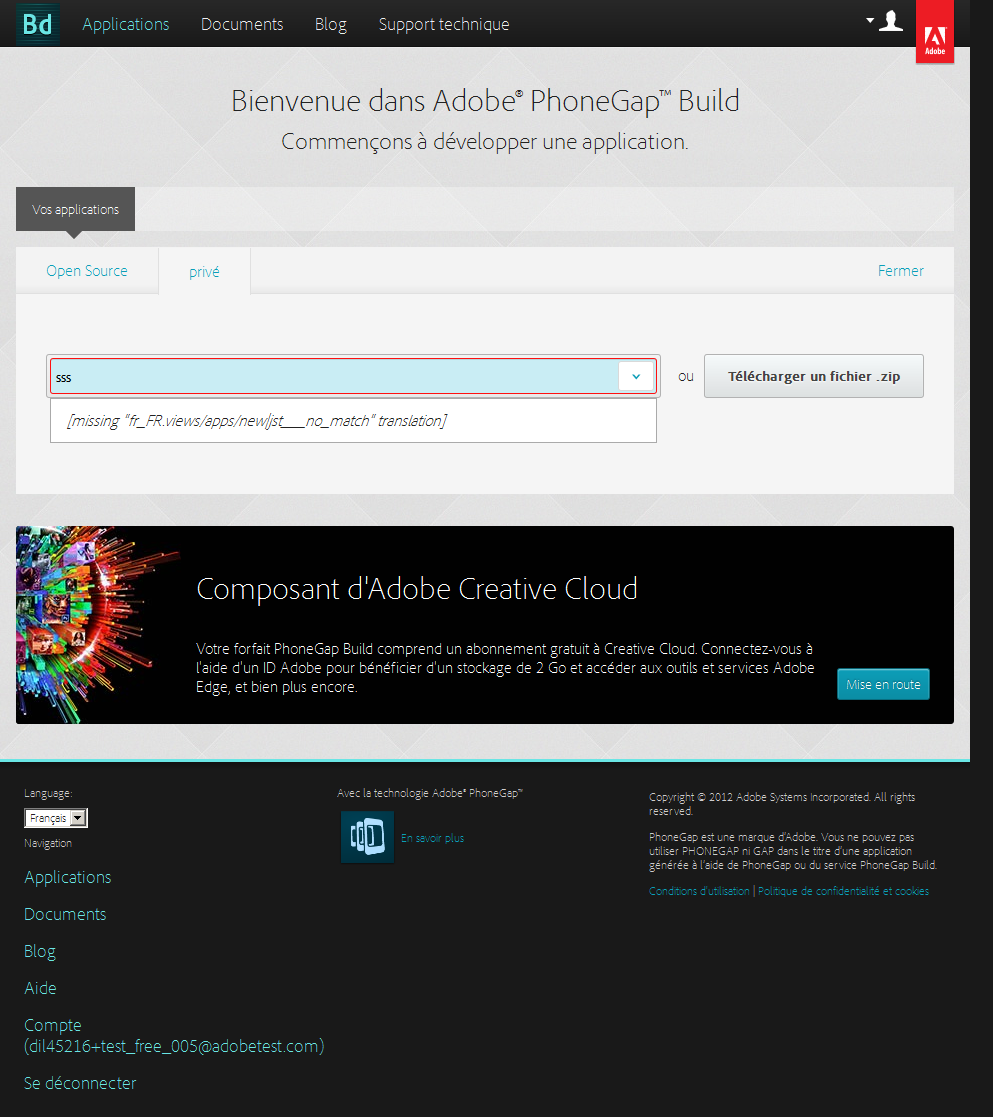 Bd Applications Documents Blog Support technique
Adobe
Bienvenue dans Adobe® PhoneGap™ Build
Commençons à développer une application.
Vos applications
Open Source privé Fermer
sss ou Télécharger un fichier .zip
[missing "fr_FR.views/apps/new|jst___no_match" translation]
Composant d'Adobe Creative Cloud
Votre forfait PhoneGap Build comprend un abonnement gratuit à Creative Cloud. Connectez-vous à
l'aide d'un ID Adobe pour bénéficier d'un stockage de 2 Go et accéder aux outils et services Adobe
Edge, et bien plus encore.
Mise en route
Language:
Français
Navigation
Applications
Documents
Blog
Aide
Compte
(dil45216+test_free_005@adobetest.com)
Se déconnecter
Avec la technologie Adobe® PhoneGap™
En savoir plus
Copyright © 2012 Adobe Systems Incorporated. All rights
reserved.
PhoneGap est une marque d'Adobe. Vous ne pouvez pas
utiliser PHONEGAP ni GAP dans le titre d'une application
générée à l'aide de PhoneGap ou du service PhoneGap Build.
Conditions d'utilisation | Politique de confidentialité et cookies